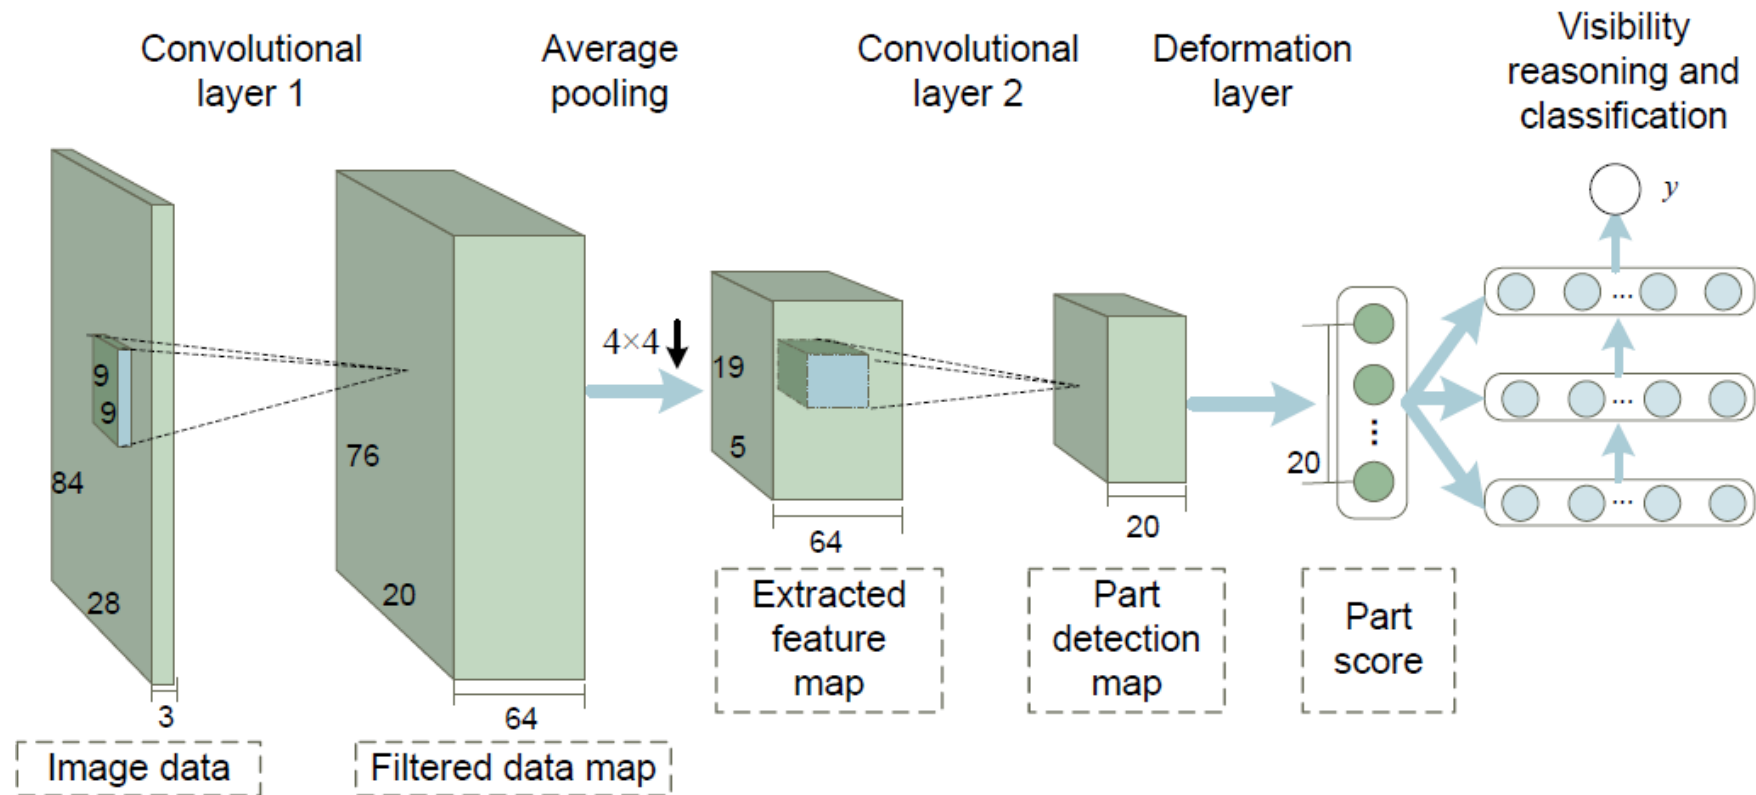 Convolutional
layer 1
Average
pooling
Convolutional
layer 2
Deformation
layer
Visibility
reasoning and
classification
y
9
9
84
28
3
76
20
64
4×4
19
5
64
20
...
20
...
...
...
Image data
Filtered data map
Extracted
feature
map
Part
detection
map
Part
score